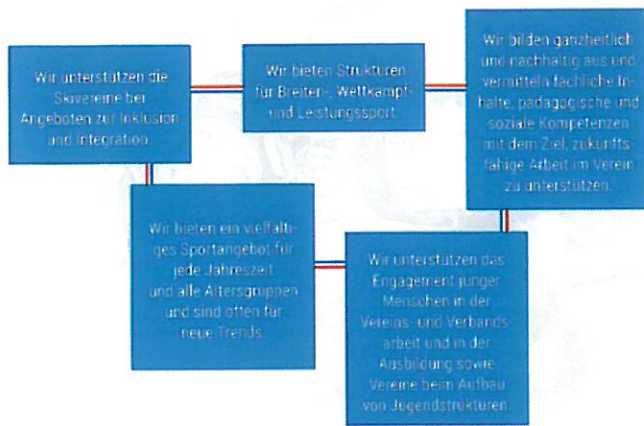 Wir unterstützen die
Skivereine bei
Angeboten zur Inklusion
und Integration.
Wir bieten Strukturen
für Breiten-, Wettkampf-
und Leistungssport.
Wir bilden ganzheitlich
und nachhaltig aus und
vermitteln fachliche In-
halte, pädagogische und
soziale Kompetenzen
mit dem Ziel, zukunfts-
fähige Arbeit im Verein
zu unterstützen.
Wir bieten ein vielfälti-
ges Sportangebot für
jede Jahreszeit
und alle Altersgruppen
und sind offen für
neue Trends.
Wir unterstützen das
Engagement junger
Menschen in der
Vereins- und Verbands-
arbeit und in der
Ausbildung sowie
Vereine beim Aufbau
von Jugendstrukturen.